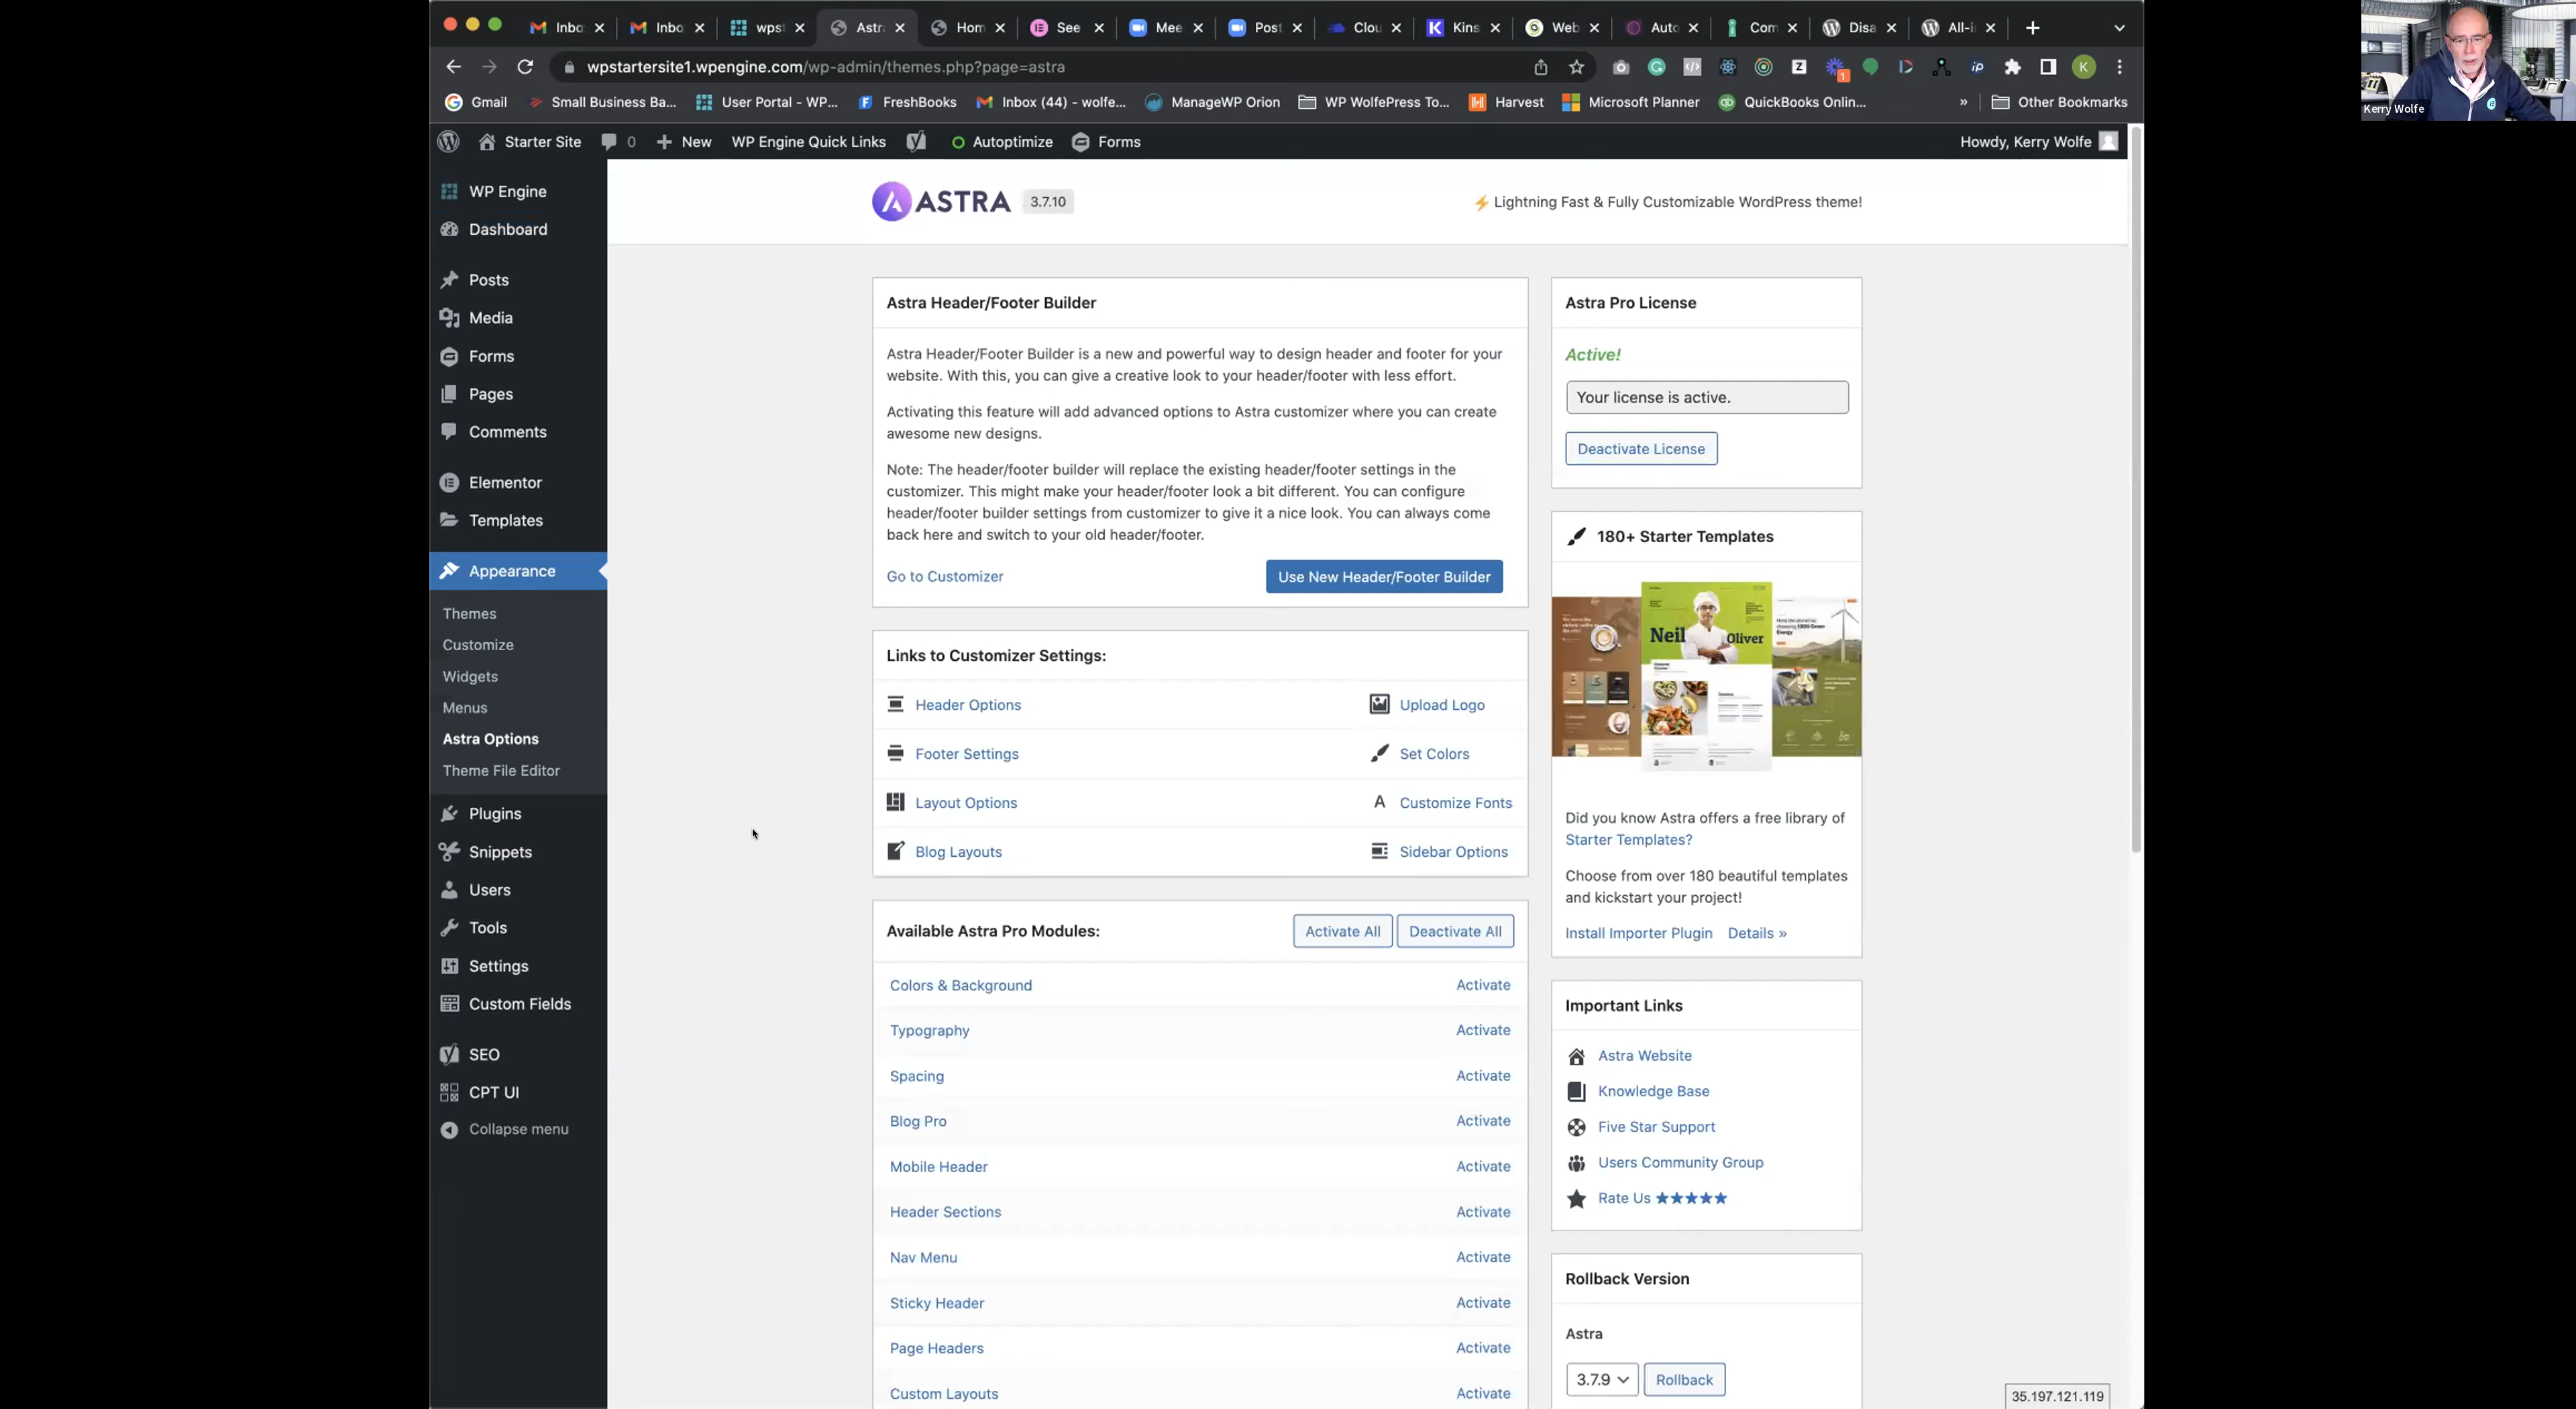 Inbo
Inbo
wpst
Astr
Hom
See
Mee
Post
Clou
Kins
Web
Auto
Com
Disa
All-i
wpstartersite1.wpengine.com/wp-admin/themes.php?page=astra
Gmail
Small Business Ba...
User Portal - WP...
FreshBooks
Inbox (44) - wolfe...
ManageWP Orion
WP WolfePress To...
Harvest
Microsoft Planner
QuickBooks Onlin...
»
Other Bookmarks
Kerry Wolfe
Starter Site
0
New
WP Engine Quick Links
Autoptimize
Forms
Howdy, Kerry Wolfe
WP Engine
Dashboard
Posts
Media
Forms
Pages
Comments
Elementor
Templates
Appearance
Themes
Customize
Widgets
Menus
Astra Options
Theme File Editor
Plugins
Snippets
Users
Tools
Settings
Custom Fields
SEO
CPT UI
Collapse menu
ASTRA 3.7.10
⚡ Lightning Fast & Fully Customizable WordPress theme!
Astra Header/Footer Builder
Astra Header/Footer Builder is a new and powerful way to design header and footer for your
website. With this, you can give a creative look to your header/footer with less effort.
Activating this feature will add advanced options to Astra customizer where you can create
awesome new designs.
Note: The header/footer builder will replace the existing header/footer settings in the
customizer. This might make your header/footer look a bit different. You can configure
header/footer builder settings from customizer to give it a nice look. You can always come
back here and switch to your old header/footer.
Go to Customizer
Use New Header/Footer Builder
Links to Customizer Settings:
Header Options
Upload Logo
Footer Settings
Set Colors
Layout Options
Customize Fonts
Blog Layouts
Sidebar Options
Available Astra Pro Modules:
Activate All
Deactivate All
Colors & Background Activate
Typography Activate
Spacing Activate
Blog Pro Activate
Mobile Header Activate
Header Sections Activate
Nav Menu Activate
Sticky Header Activate
Page Headers Activate
Custom Layouts Activate
Astra Pro License
Active!
Your license is active.
Deactivate License
180+ Starter Templates
Neil Oliver
Did you know Astra offers a free library of
Starter Templates?
Choose from over 180 beautiful templates
and kickstart your project!
Install Importer Plugin Details »
Important Links
Astra Website
Knowledge Base
Five Star Support
Users Community Group
Rate Us ★★★★★
Rollback Version
Astra
3.7.9
Rollback
35.197.121.119